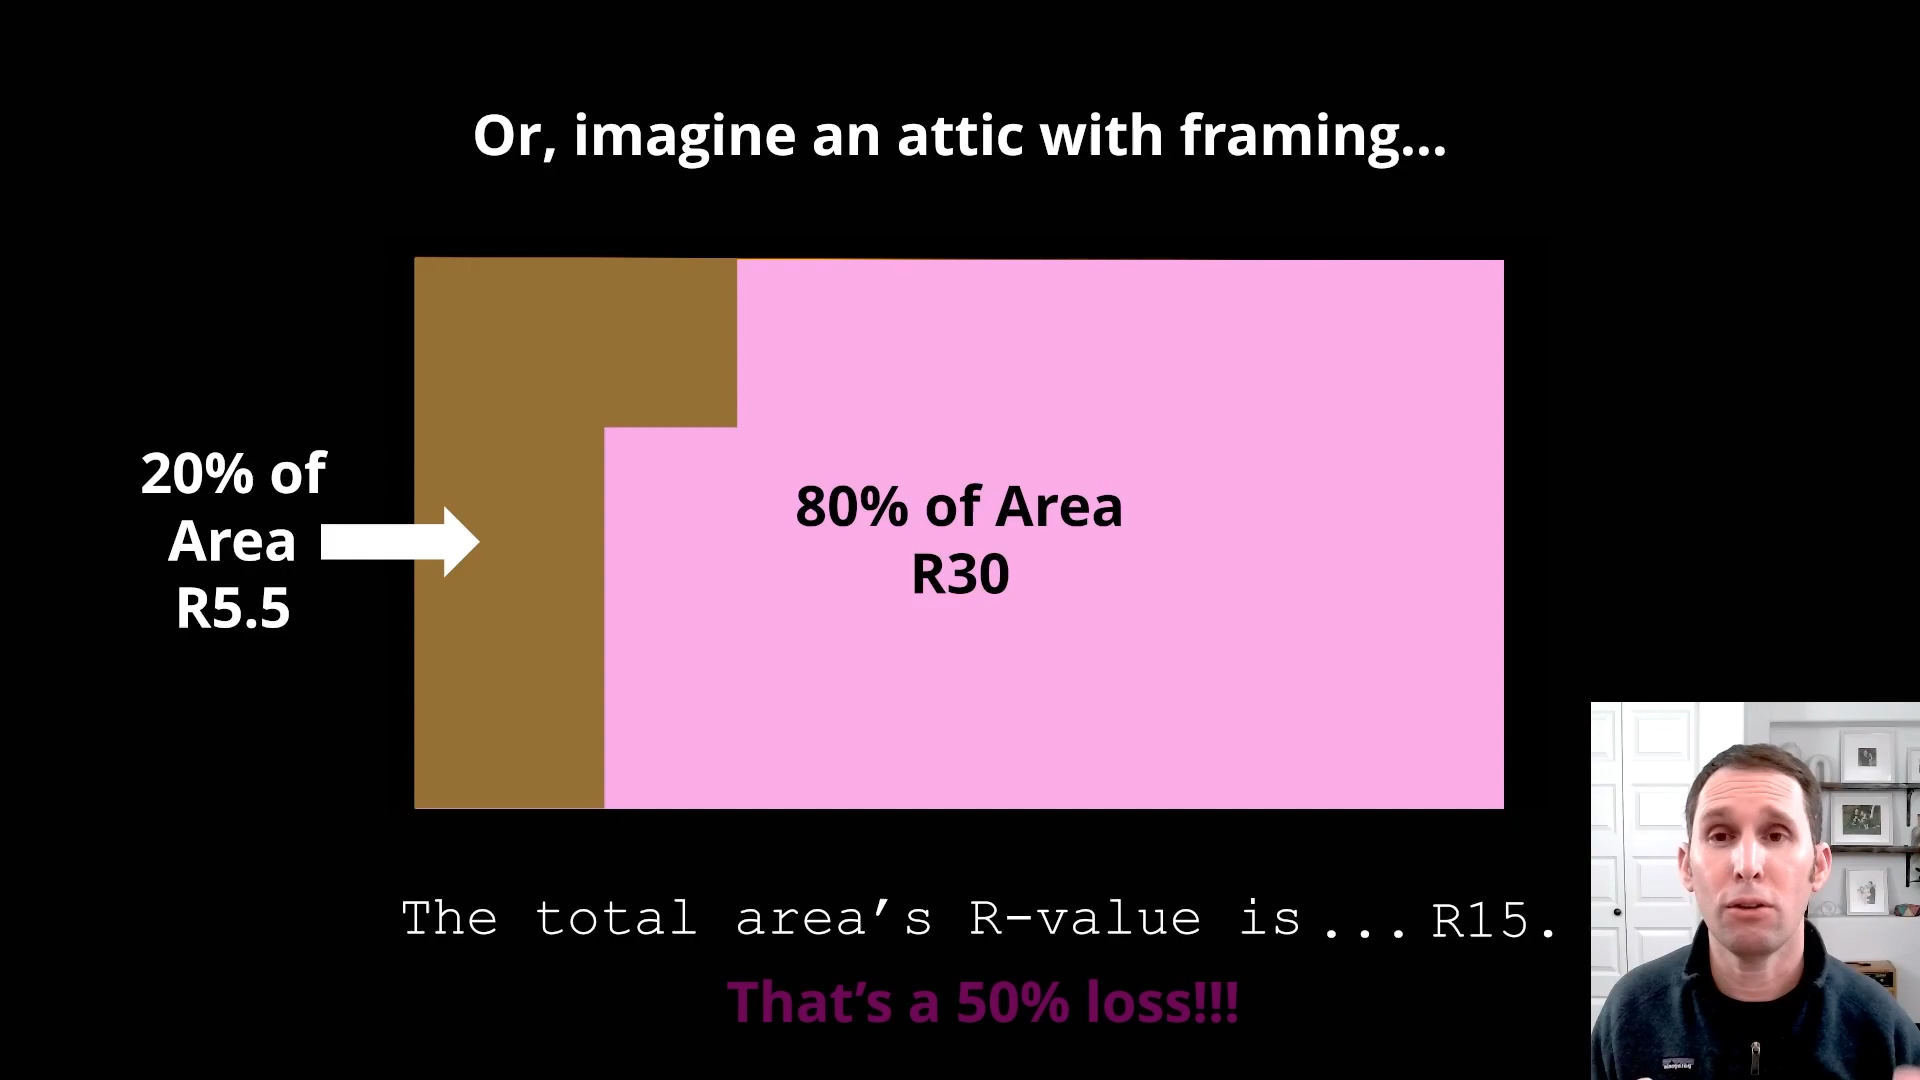 Or, imagine an attic with framing...
20% of
Area
R5.5
80% of Area
R30
The total area’s R-value is ... R15.
That’s a 50% loss!!!